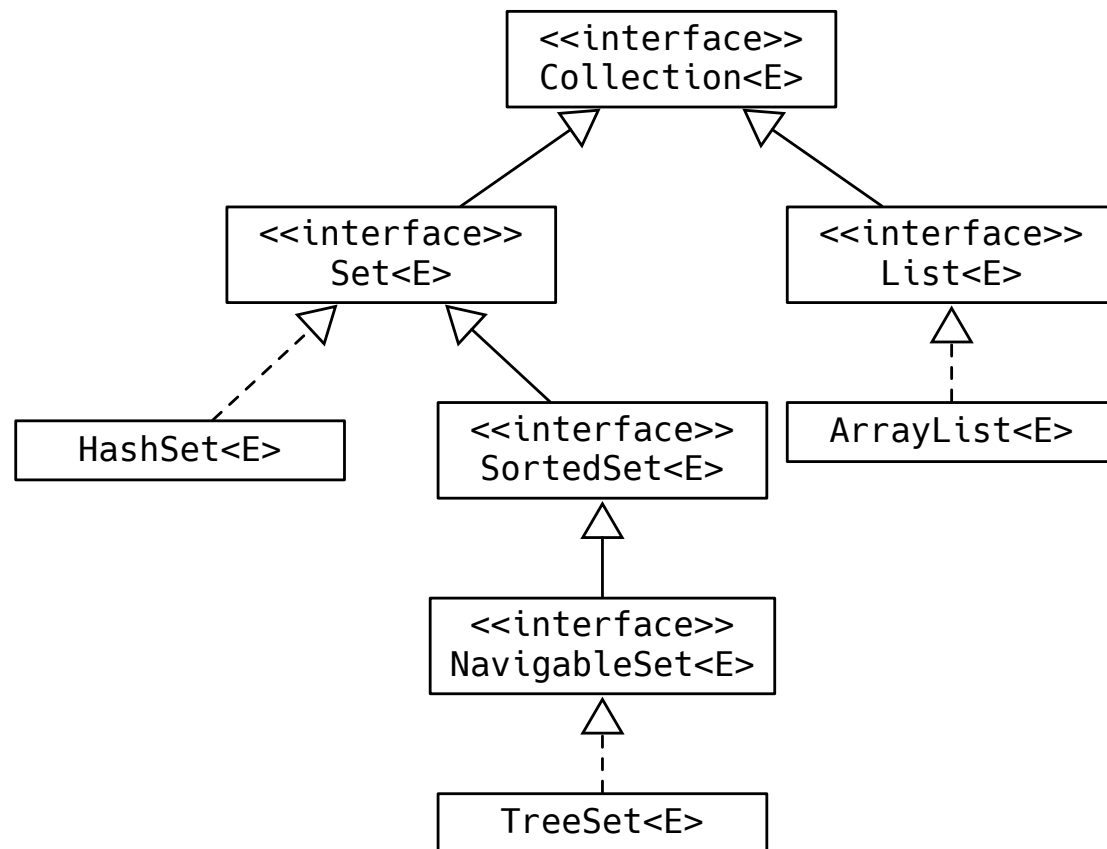 <<interface>>
Collection<E>
<<interface>>
Set<E>
<<interface>>
List<E>
HashSet<E>
<<interface>>
SortedSet<E>
ArrayList<E>
<<interface>>
NavigableSet<E>
TreeSet<E>